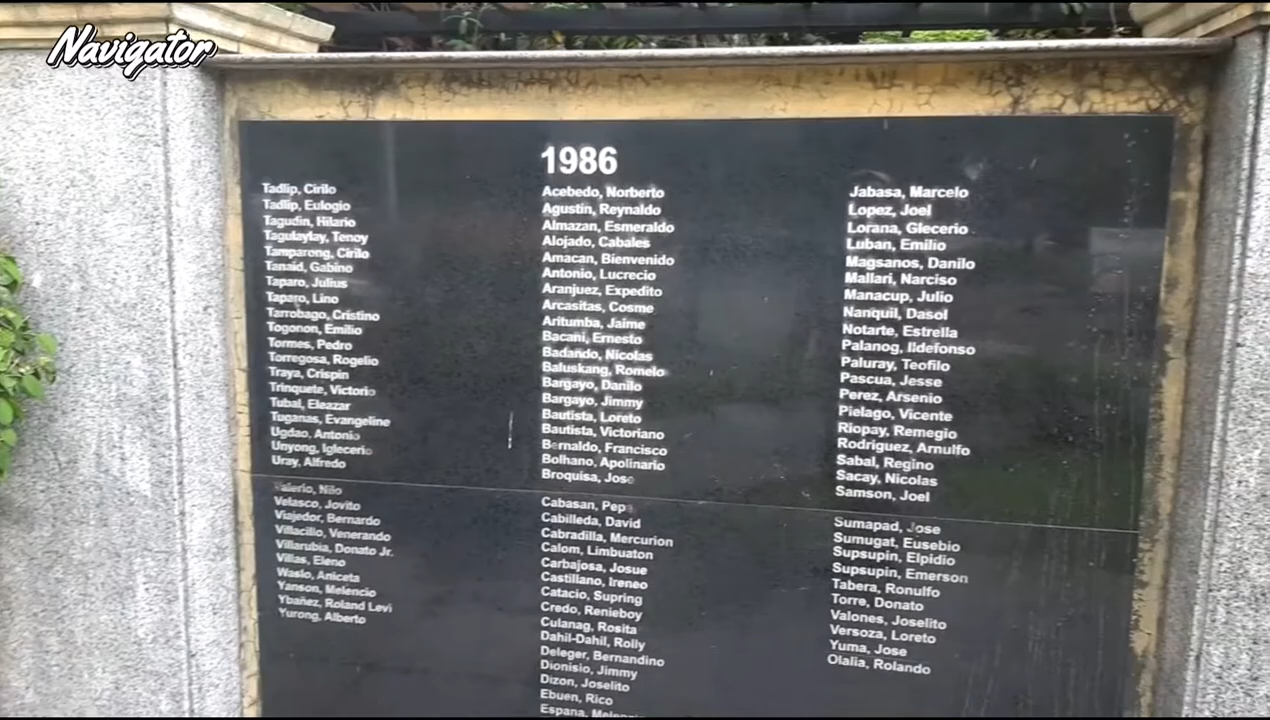 Navigator
Tadlip, Cirilo
Tadlip, Eulogio
Tagudin, Hilario
Tagulaylay, Tenoy
Tamparong, Cirilo
Tanaid, Gabino
Taparo, Julius
Taparo, Lino
Tarrobago, Cristino
Togonon, Emilio
Tormes, Pedro
Torregosa, Rogelio
Traya, Crispin
Trinquete, Victorio
Tubal, Eleazar
Tuganas, Evangeline
Ugdao, Antonio
Unyong, Iglecerio
Uray, Alfredo
Valerio, Nilo
Velasco, Jovito
Viajedor, Bernardo
Villacillo, Venerando
Villarubia, Donato Jr.
Villas, Eleno
Waslo, Aniceta
Yanson, Melencio
Ybañez, Roland Levi
Yurong, Alberto
1986
Acebedo, Norberto
Agustin, Reynaldo
Almazan, Esmeraldo
Alojado, Cabales
Amacan, Bienvenido
Antonio, Lucrecio
Aranjuez, Expedito
Arcasitas, Cosme
Aritumba, Jaime
Bacani, Ernesto
Badando, Nicolas
Baluskang, Romelo
Bargayo, Danilo
Bargayo, Jimmy
Bautista, Loreto
Bautista, Victoriano
Bernaldo, Francisco
Bolhano, Apolinario
Broquisa, Jose
Cabasan, Pepe
Cabilleda, David
Cabradilla, Mercurion
Calom, Limbuaton
Carbajosa, Josue
Castillano, Ireneo
Catacio, Supring
Credo, Renieboy
Culanag, Rosita
Dahil-Dahil, Rolly
Deleger, Bernandino
Dionisio, Jimmy
Dizon, Joselito
Ebuen, Rico
Espana,
Jabasa, Marcelo
Lopez, Joel
Lorana, Glecerio
Luban, Emilio
Magsanos, Danilo
Mallari, Narciso
Manacup, Julio
Nanquil, Dasol
Notarte, Estrella
Palanog, Ildefonso
Paluray, Teofilo
Pascua, Jesse
Perez, Arsenio
Pielago, Vicente
Riopay, Remegio
Rodriguez, Arnulfo
Sabal, Regino
Sacay, Nicolas
Samson, Joel
Sumapad, Jose
Sumugat, Eusebio
Supsupin, Elpidio
Supsupin, Emerson
Tabera, Ronulfo
Torre, Donato
Valones, Joselito
Versoza, Loreto
Yuma, Jose
Olalia, Rolando